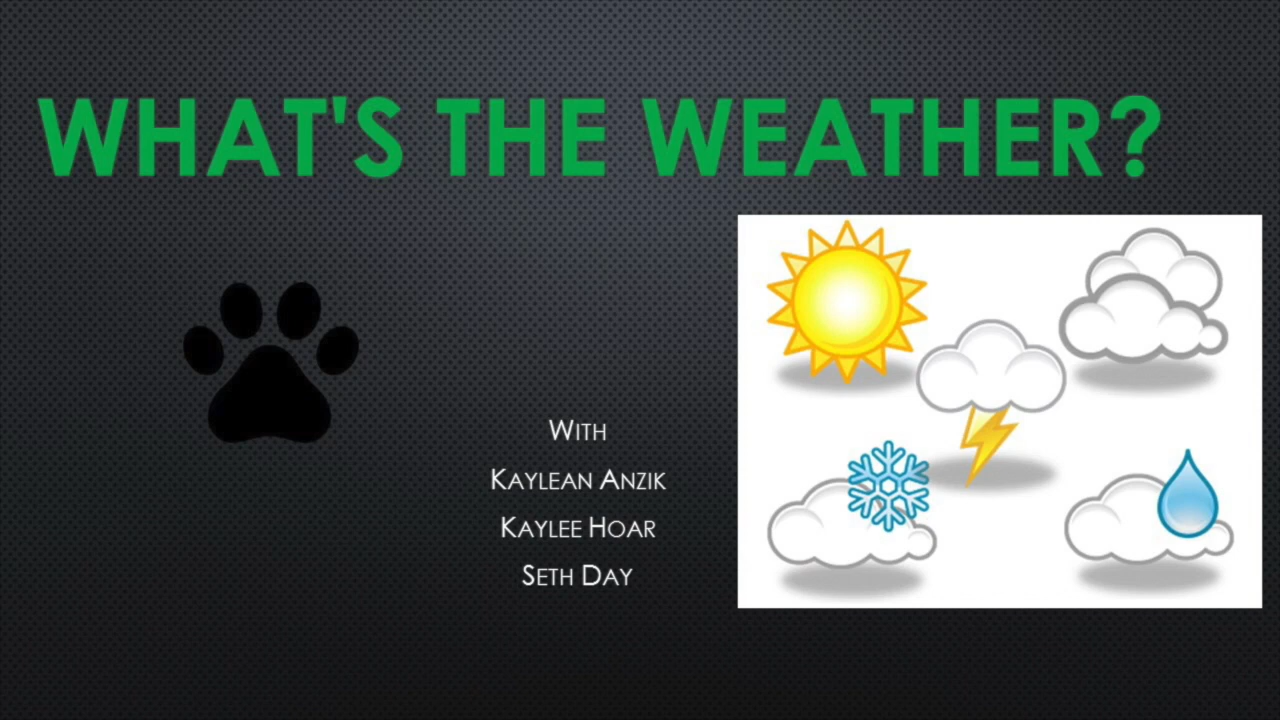 WHAT'S THE WEATHER?
WITH
KAYLEAN ANZIK
KAYLEE HOAR
SETH DAY